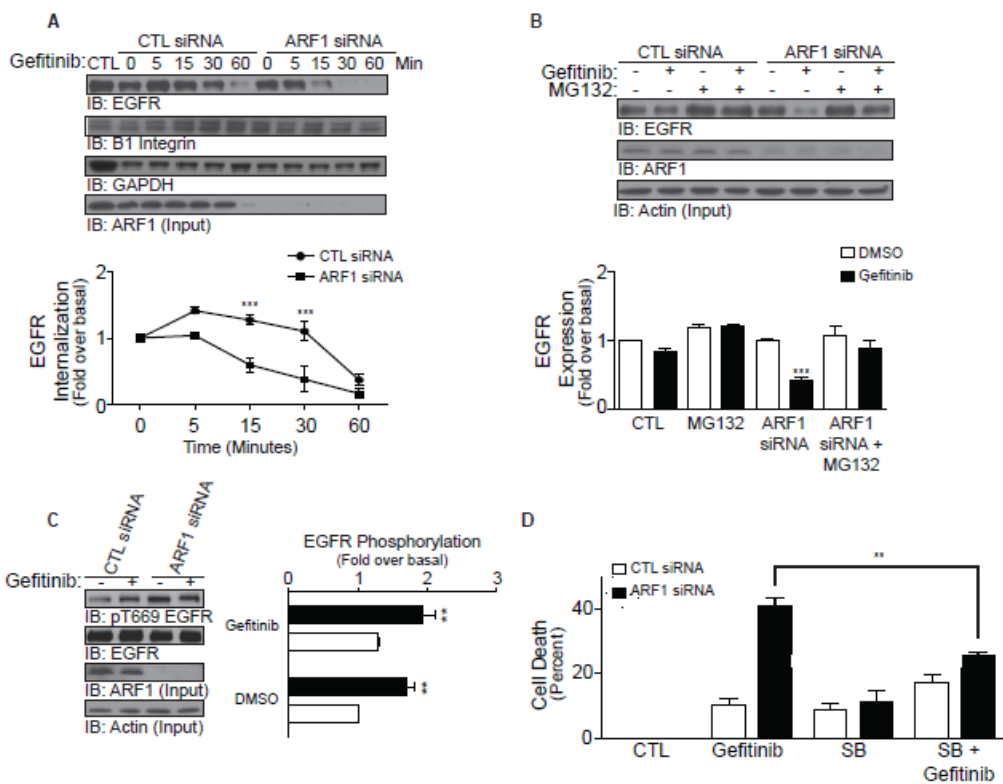 A
CTL siRNA ARF1 siRNA
Gefitinib: CTL 0 5 15 30 60 0 5 15 30 60 Min
IB: EGFR
IB: B1 Integrin
IB: GAPDH
IB: ARF1 (Input)
CTL siRNA
ARF1 siRNA
EGFR
Internalization
(Fold over basal)
2
1
0
*** ***
0 5 15 30 60
Time (Minutes)
B
CTL siRNA ARF1 siRNA
Gefitinib: - + - + - + - +
MG132: - - + + - - + +
IB: EGFR
IB: ARF1
IB: Actin (Input)
DMSO
Gefitinib
EGFR
Expression
(Fold over basal)
2
1
0
***
CTL MG132 ARF1 siRNA ARF1 siRNA + MG132
C
CTL siRNA ARF1 siRNA
Gefitinib: - + - +
IB: pT669 EGFR
IB: EGFR
IB: ARF1 (Input)
IB: Actin (Input)
EGFR Phosphorylation
(Fold over basal)
0 1 2 3
Gefitinib
**
DMSO
**
D
CTL siRNA
ARF1 siRNA
**
Cell Death
(Percent)
40
20
0
CTL Gefitinib SB SB + Gefitinib